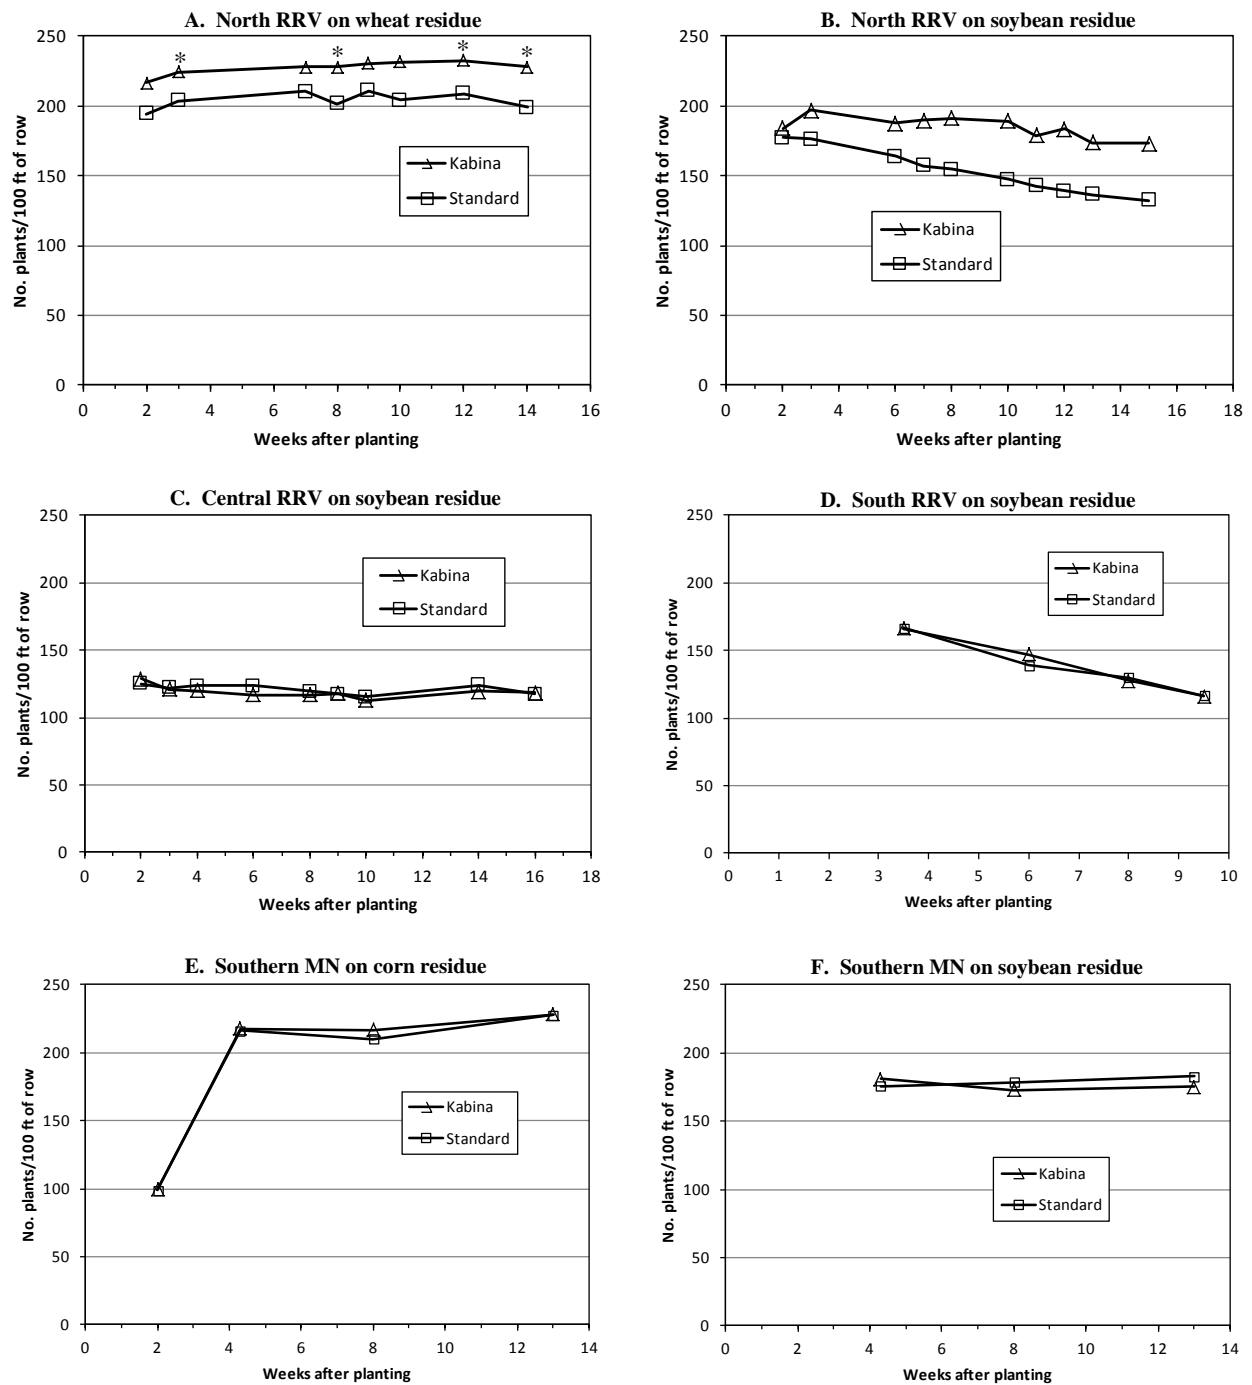 A. North RRV on wheat residue
250
200
150
100
50
0
No. plants/100 ft of row
* * * *
Kabina
Standard
0 2 4 6 8 10 12 14 16
Weeks after planting
B. North RRV on soybean residue
250
200
150
100
50
0
No. plants/100 ft of row
Kabina
Standard
0 2 4 6 8 10 12 14 16 18
Weeks after planting
C. Central RRV on soybean residue
250
200
150
100
50
0
No. plants/100 ft of row
Kabina
Standard
0 2 4 6 8 10 12 14 16 18
Weeks after planting
D. South RRV on soybean residue
250
200
150
100
50
0
No. plants/100 ft of row
Kabina
Standard
0 1 2 3 4 5 6 7 8 9 10
Weeks after planting
E. Southern MN on corn residue
250
200
150
100
50
0
No. plants/100 ft of row
Kabina
Standard
0 2 4 6 8 10 12 14
Weeks after planting
F. Southern MN on soybean residue
250
200
150
100
50
0
No. plants/100 ft of row
Kabina
Standard
0 2 4 6 8 10 12 14
Weeks after planting